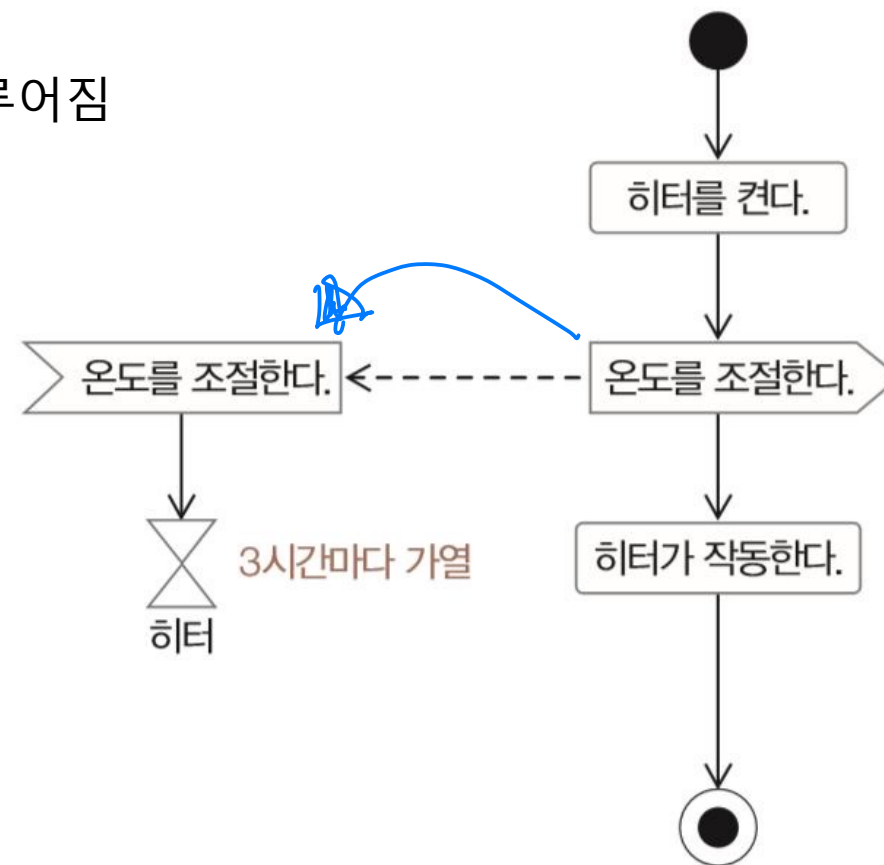 루어짐
히터를 켠다.
온도를 조절한다.
온도를 조절한다.
3시간마다 가열
히터가 작동한다.
히터